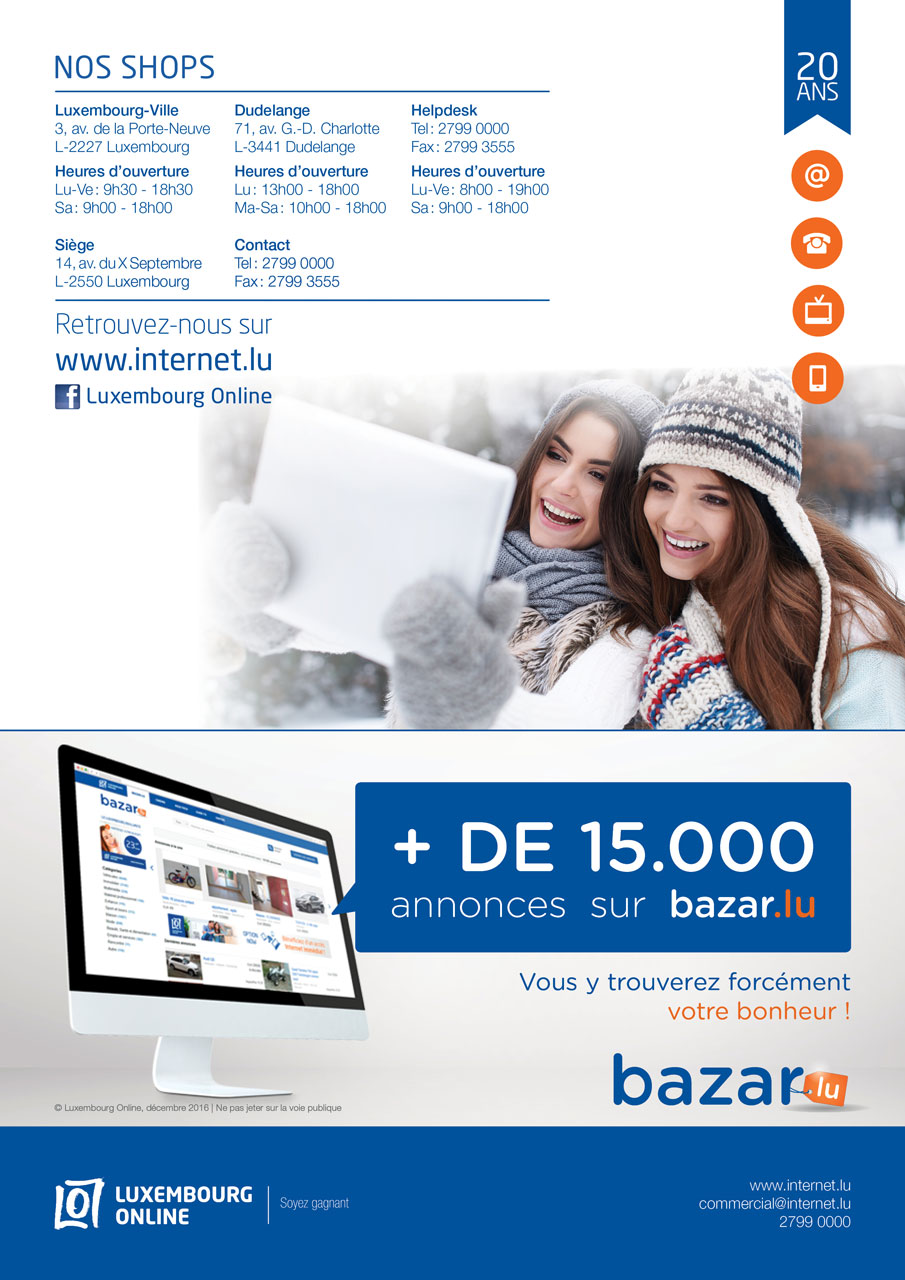 NOS SHOPS
20
ANS
Luxembourg-Ville
3, av. de la Porte-Neuve
L-2227 Luxembourg
Heures d'ouverture
Lu-Ve : 9h30 - 18h30
Sa : 9h00 - 18h00
Dudelange
71, av. G.-D. Charlotte
L-3441 Dudelange
Heures d'ouverture
Lu : 13h00 - 18h00
Ma-Sa : 10h00 - 18h00
Helpdesk
Tel : 2799 0000
Fax : 2799 3555
Heures d'ouverture
Lu-Ve : 8h00 - 19h00
Sa : 9h00 - 18h00
Siège
14, av. du X Septembre
L-2550 Luxembourg
Contact
Tel : 2799 0000
Fax : 2799 3555
@
Retrouvez-nous sur
www.internet.lu
f Luxembourg Online
bazar
+ DE 15.000
annonces sur bazar.lu
OPTION
NOW
Vous y trouverez forcément
votre bonheur !
bazar.lu
© Luxembourg Online, décembre 2016 | Ne pas jeter sur la voie publique
LUXEMBOURG
ONLINE
Soyez gagnant
www.internet.lu
commercial@internet.lu
2799 0000